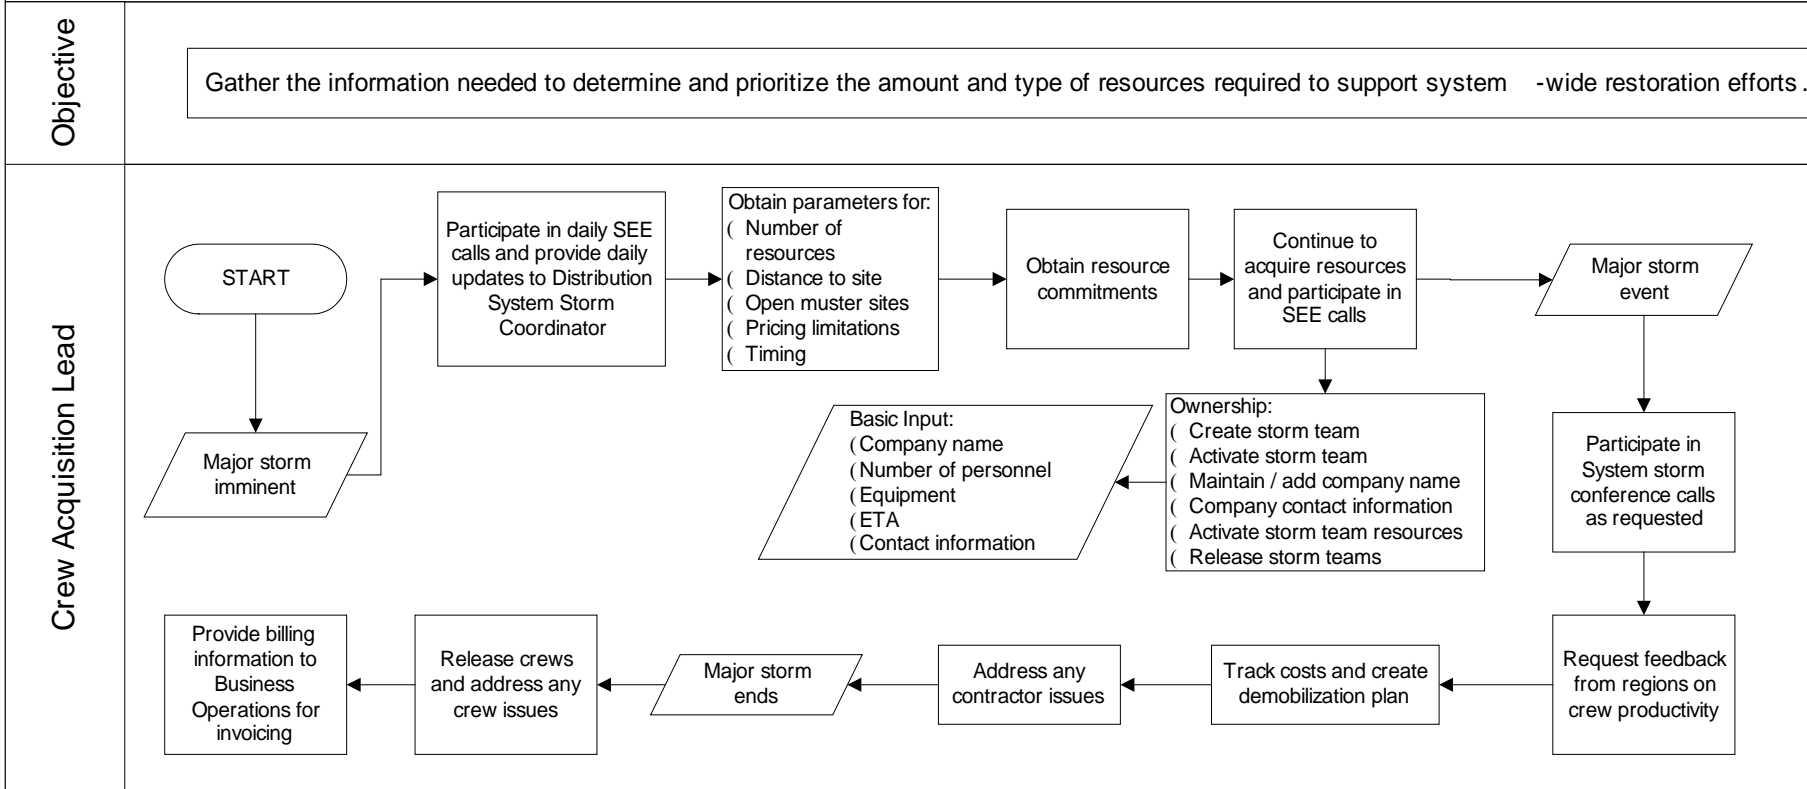 Objective
Gather the information needed to determine and prioritize the amount and type of resources required to support system -wide restoration efforts.
Crew Acquisition Lead
START
Major storm
imminent
Participate in daily SEE
calls and provide daily
updates to Distribution
System Storm
Coordinator
Obtain parameters for:
( Number of
resources
( Distance to site
( Open muster sites
( Pricing limitations
( Timing
Obtain resource
commitments
Continue to
acquire resources
and participate in
SEE calls
Major storm
event
Ownership:
( Create storm team
( Activate storm team
( Maintain / add company name
( Company contact information
( Activate storm team resources
( Release storm teams
Basic Input:
( Company name
( Number of personnel
( Equipment
( ETA
( Contact information
Participate in
System storm
conference calls
as requested
Request feedback
from regions on
crew productivity
Track costs and create
demobilization plan
Address any
contractor issues
Major storm
ends
Release crews
and address any
crew issues
Provide billing
information to
Business
Operations for
invoicing